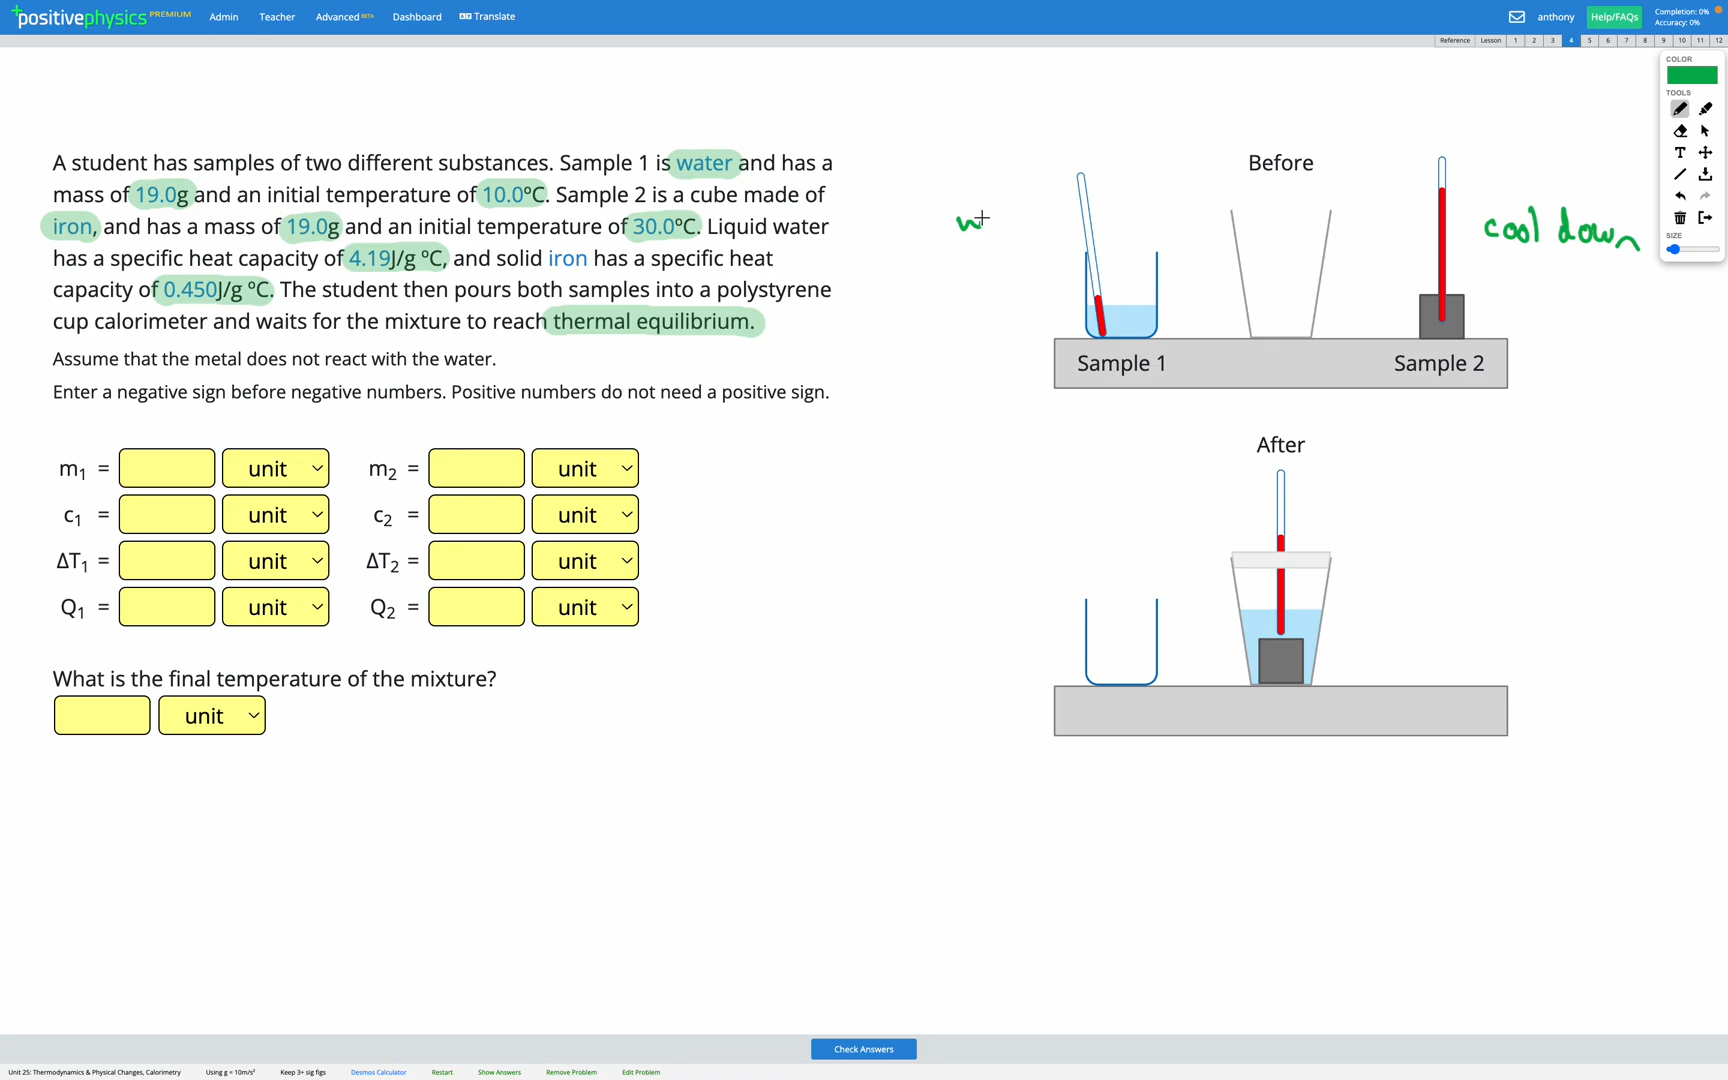 positivephysics PREMIUM Admin Teacher Advanced BETA Dashboard Translate anthony Help/FAQs Completion: 0%
Accuracy: 0%
Reference Lesson 1 2 3 4 5 6 7 8 9 10 11 12
COLOR
TOOLS
T
SIZE
A student has samples of two different substances. Sample 1 is water and has a
mass of 19.0g and an initial temperature of 10.0°C. Sample 2 is a cube made of
iron, and has a mass of 19.0g and an initial temperature of 30.0°C. Liquid water
has a specific heat capacity of 4.19J/g °C, and solid iron has a specific heat
capacity of 0.450J/g °C. The student then pours both samples into a polystyrene
cup calorimeter and waits for the mixture to reach thermal equilibrium.
Assume that the metal does not react with the water.
Enter a negative sign before negative numbers. Positive numbers do not need a positive sign.
m₁ = unit m₂ = unit
c₁ = unit c₂ = unit
ΔT₁ = unit ΔT₂ = unit
Q₁ = unit Q₂ = unit
What is the final temperature of the mixture?
unit
Before
cool down
Sample 1 Sample 2
After
Check Answers
Unit 25: Thermodynamics & Physical Changes, Calorimetry Using g = 10m/s² Keep 3+ sig figs Desmos Calculator Restart Show Answers Remove Problem Edit Problem